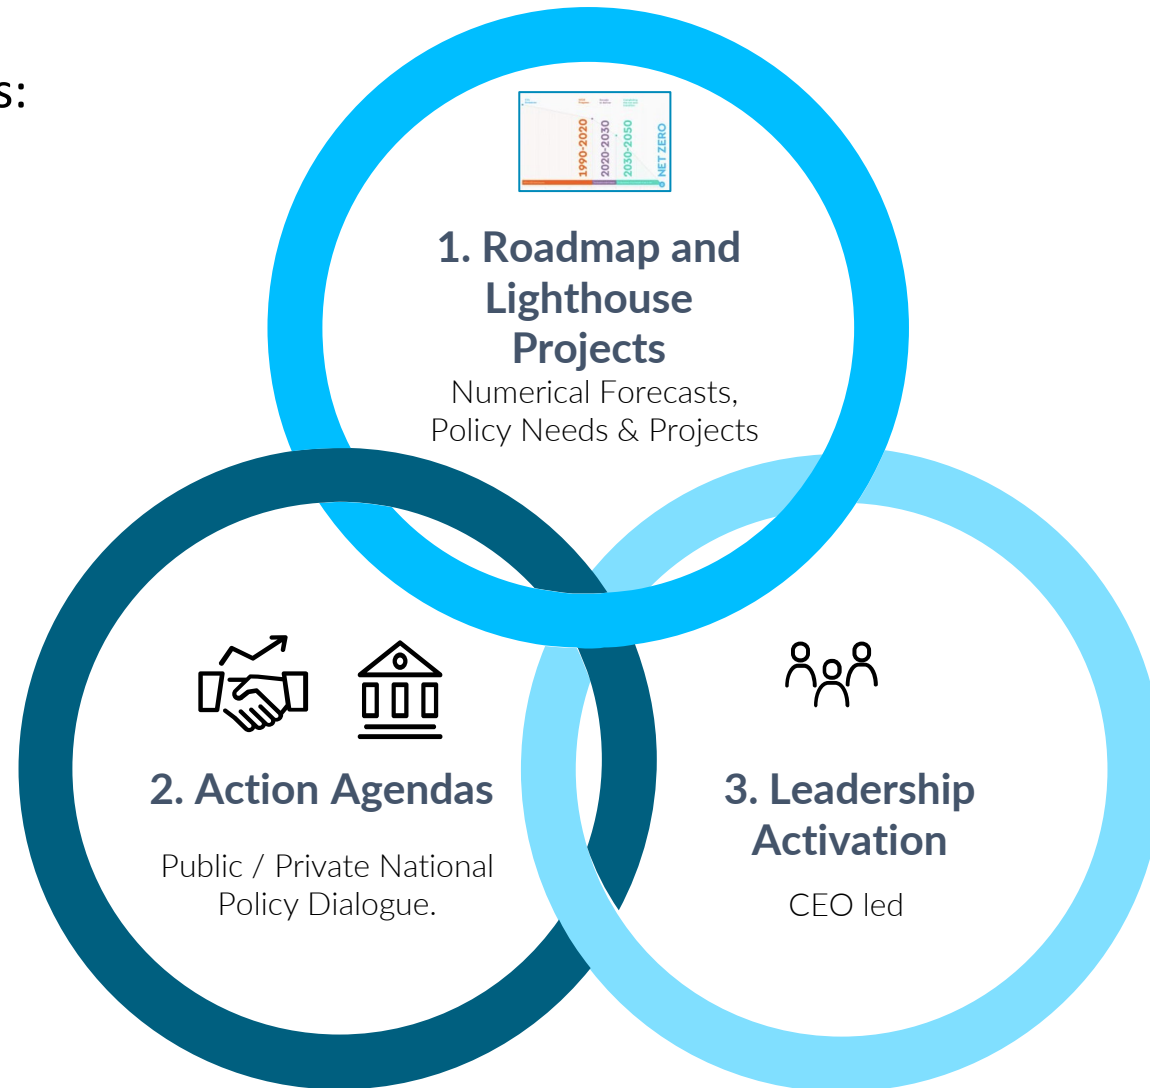 s:
1990-2020
2020-2030
2030-2050
NET ZERO
1. Roadmap and
Lighthouse
Projects
Numerical Forecasts,
Policy Needs & Projects
2. Action Agendas
Public / Private National
Policy Dialogue.
3. Leadership
Activation
CEO led